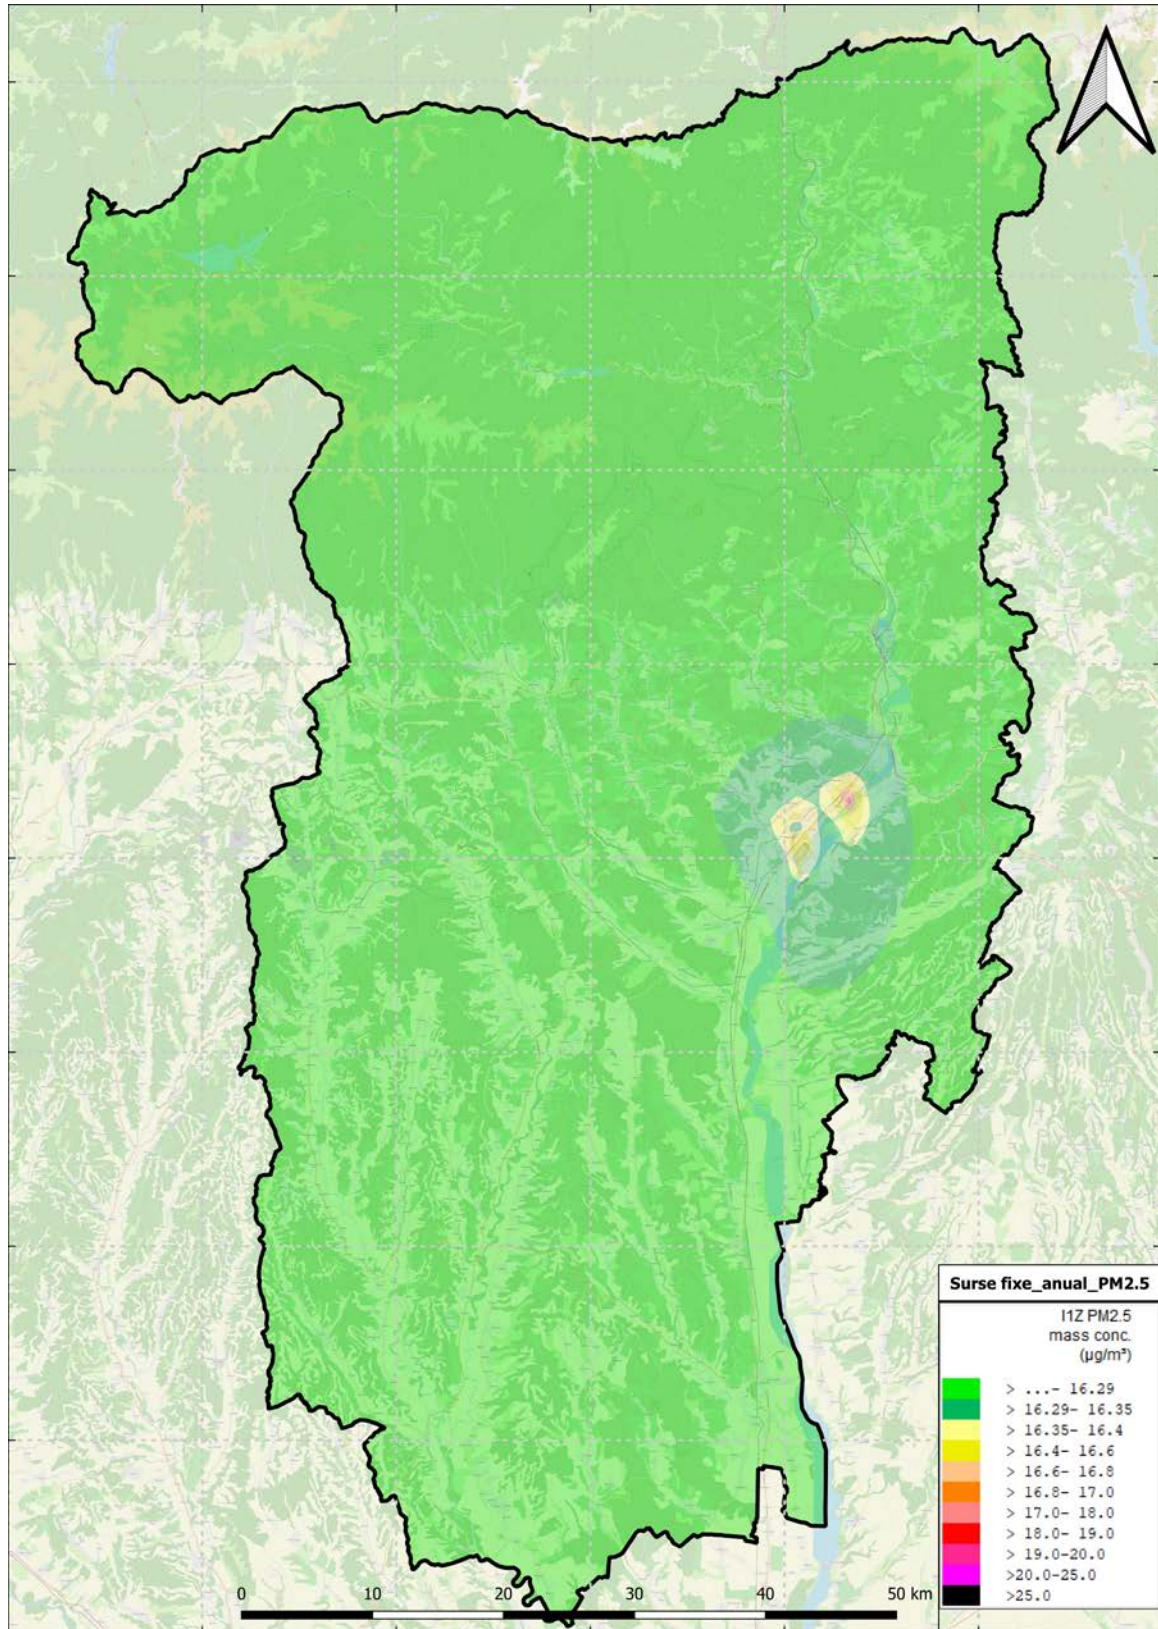 Surse fixe_anual_PM2.5
I1Z PM2.5
mass conc.
(µg/m³)
> ...- 16.29
> 16.29- 16.35
> 16.35- 16.4
> 16.4- 16.6
> 16.6- 16.8
> 16.8- 17.0
> 17.0- 18.0
> 18.0- 19.0
> 19.0-20.0
>20.0-25.0
>25.0
0 10 20 30 40 50 km